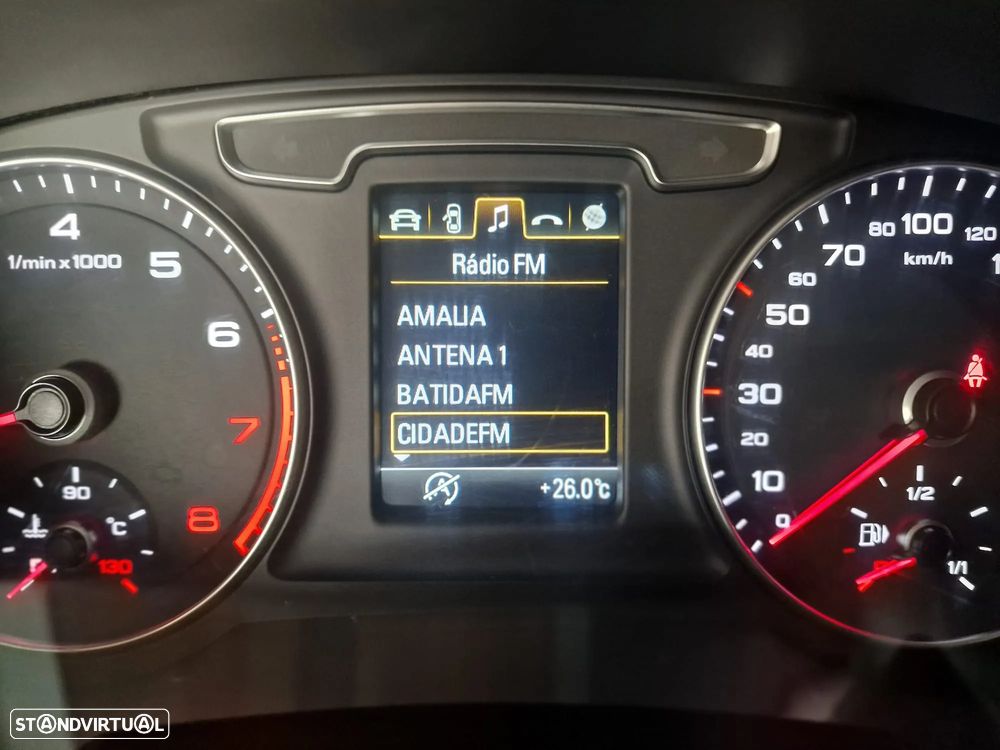 Rádio FM
AMALIA
ANTENA 1
BATIDAFM
CIDADEFM
+26.0°C
4
1/min x 1000
5
6
7
8
90
°C
130
0
10
20
30
40
50
60
70
80
100
120
km/h
1/2
1/1
STANDVIRTUAL